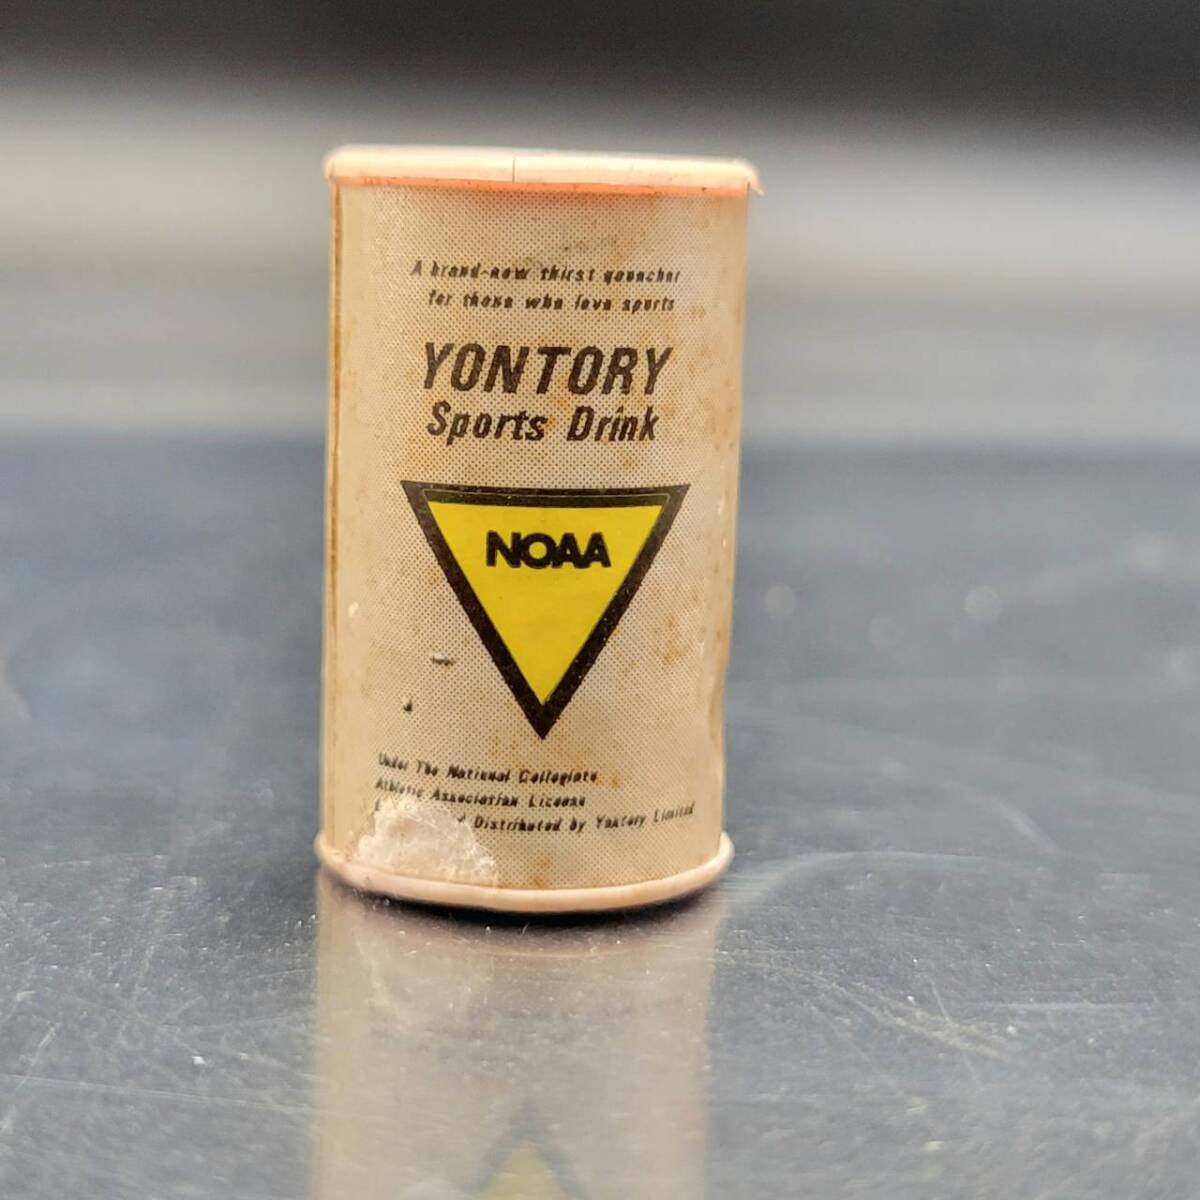 A brand-new thirst quencher
for those who love sports
YONTORY
Sports Drink
NOAA
Under The National Collegiate
Athletic Association License
Distributed by Yontory Limited